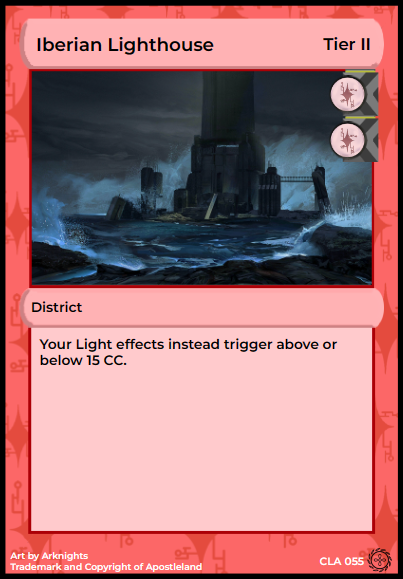 Iberian Lighthouse
Tier II
District
Your Light effects instead trigger above or
below 15 CC.
Art by Arknights
Trademark and Copyright of Apostleland
CLA 055